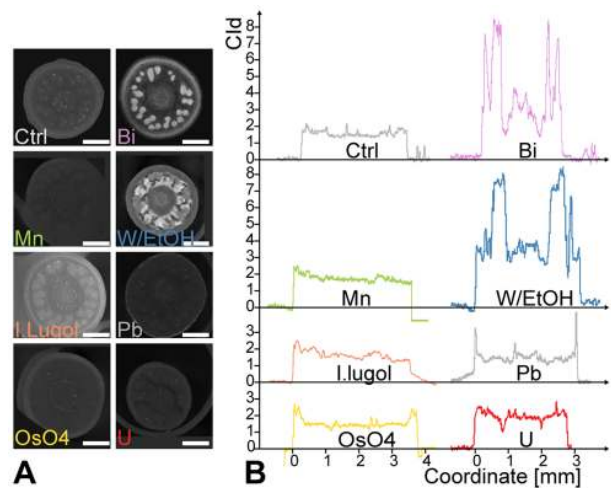 Ctrl
Bi
Mn
W/EtOH
I.Lugol
Pb
OsO4
U
A
CId
8
7
6
5
4
3
2
1
0
Ctrl
Bi
8
7
6
5
4
3
2
1
0
Mn
W/EtOH
3
2
1
0
I.lugol
Pb
3
2
1
0
OsO4
U
0 1 2 3 4 0 1 2 3
B
Coordinate [mm]